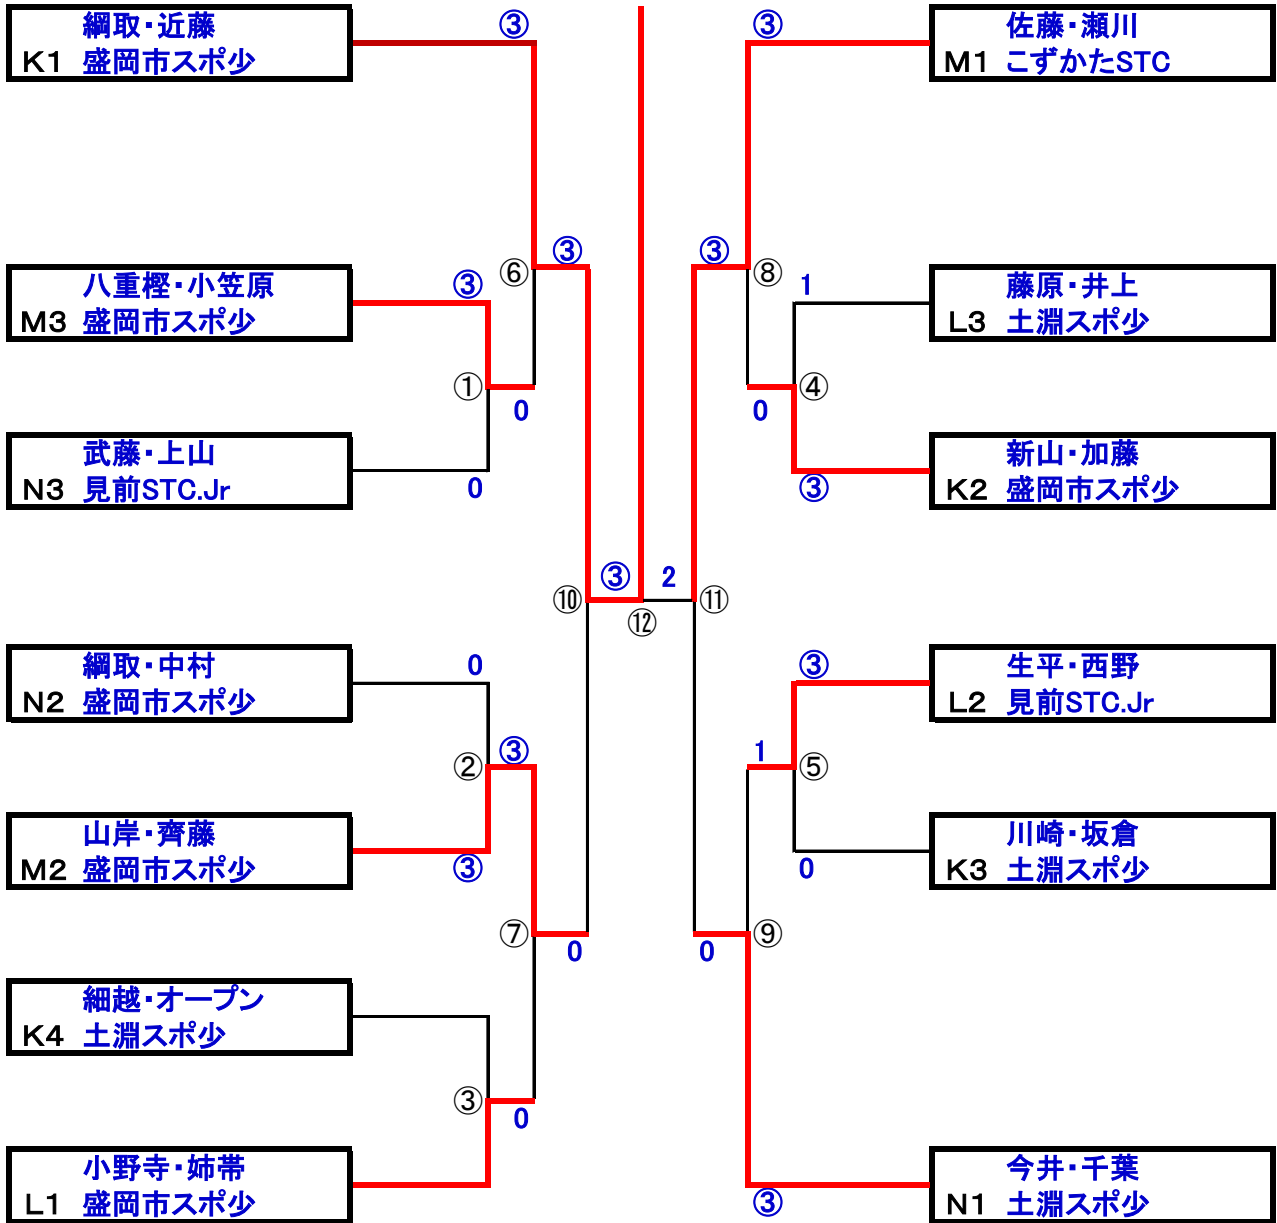 綱取・近藤
K1 盛岡市スポ少
③
③
佐藤・瀬川
M1 こずかたSTC
八重樫・小笠原
M3 盛岡市スポ少
③
⑥
③
③
⑧
1
藤原・井上
L3 土淵スポ少
①
0
0
④
武藤・上山
N3 見前STC.Jr
0
③
新山・加藤
K2 盛岡市スポ少
⑩
③
2
⑪
⑫
綱取・中村
N2 盛岡市スポ少
0
③
生平・西野
L2 見前STC.Jr
②
③
1
⑤
山岸・齊藤
M2 盛岡市スポ少
③
0
川崎・坂倉
K3 土淵スポ少
⑦
0
0
⑨
細越・オープン
K4 土淵スポ少
③
0
小野寺・姉帯
L1 盛岡市スポ少
③
今井・千葉
N1 土淵スポ少